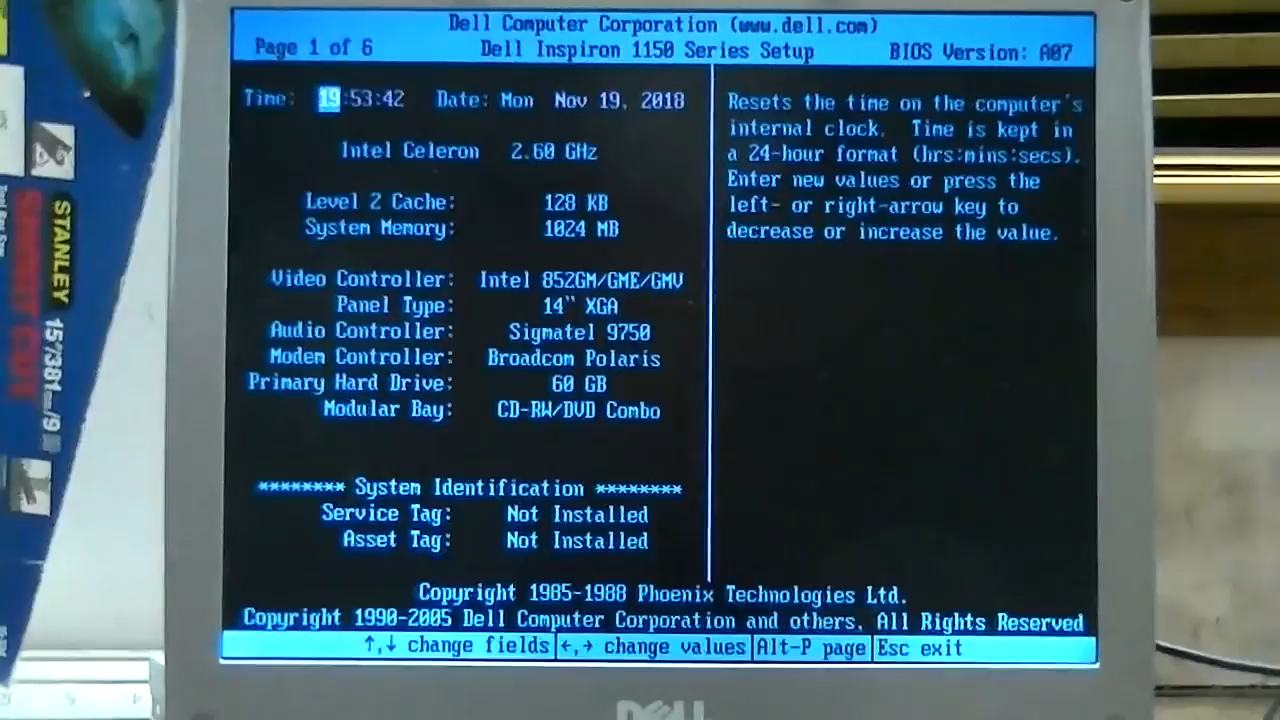 Dell Computer Corporation (www.dell.com)
Page 1 of 6 Dell Inspiron 1150 Series Setup BIOS Version: A07
Time: 19:53:42 Date: Mon Nov 19, 2018
Intel Celeron 2.60 GHz
Level 2 Cache: 128 KB
System Memory: 1024 MB
Video Controller: Intel 852GM/GME/GMV
Panel Type: 14" XGA
Audio Controller: Sigmatel 9750
Modem Controller: Broadcom Polaris
Primary Hard Drive: 60 GB
Modular Bay: CD-RW/DVD Combo
******** System Identification ********
Service Tag: Not Installed
Asset Tag: Not Installed
Resets the time on the computer's
internal clock. Time is kept in
a 24-hour format (hrs:mins:secs).
Enter new values or press the
left- or right-arrow key to
decrease or increase the value.
Copyright 1985-1988 Phoenix Technologies Ltd.
Copyright 1990-2005 Dell Computer Corporation and others, All Rights Reserved
↑,↓ change fields ←,→ change values Alt-P page Esc exit
DELL
STANLEY
15"/381